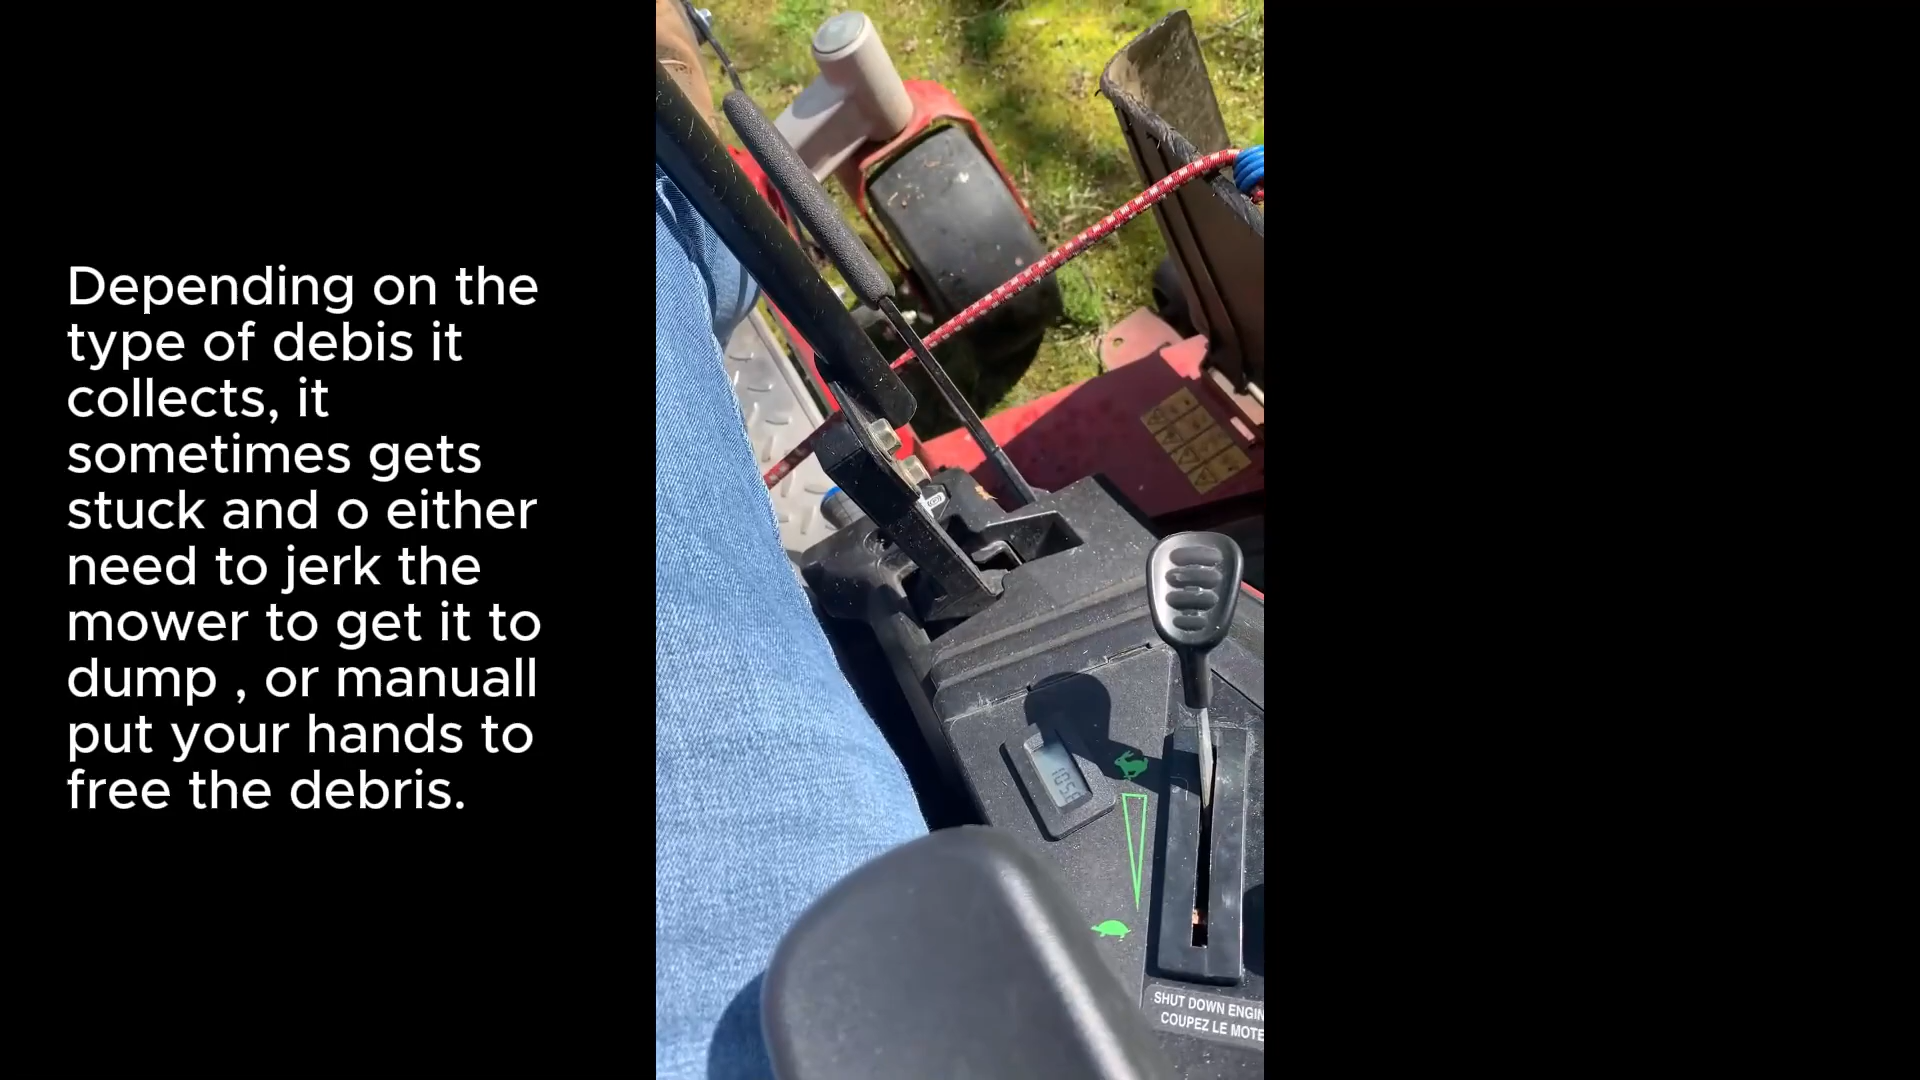 Depending on the
type of debis it
collects, it
sometimes gets
stuck and o either
need to jerk the
mower to get it to
dump , or manuall
put your hands to
free the debris.
SHUT DOWN ENGIN
COUPEZ LE MOTE